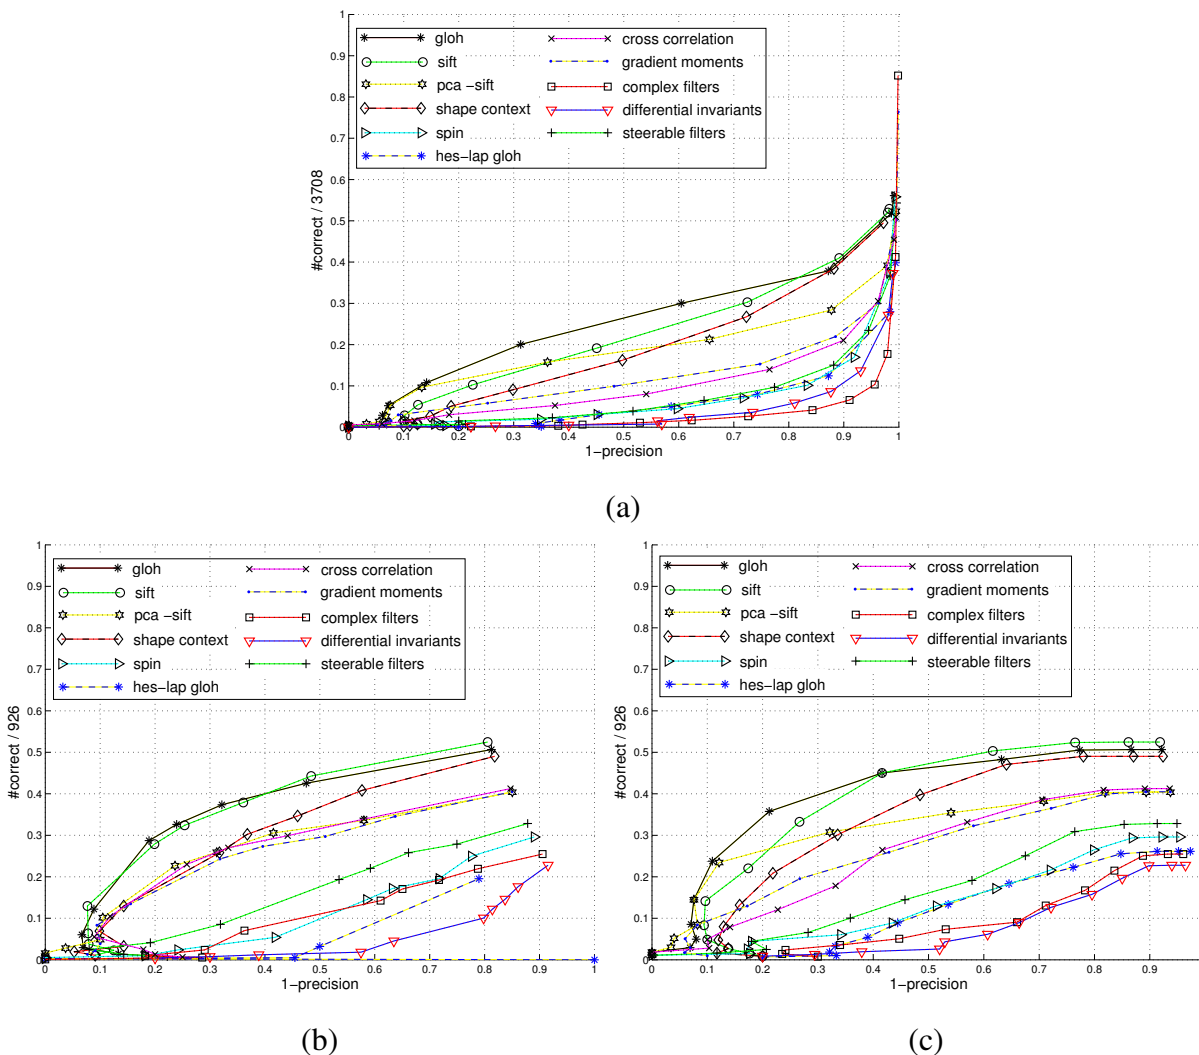 1
0.9
0.8
0.7
0.6
0.5
0.4
0.3
0.2
0.1
0
#correct / 3708
gloh
sift
pca −sift
shape context
spin
hes−lap gloh
cross correlation
gradient moments
complex filters
differential invariants
steerable filters
0 0.1 0.2 0.3 0.4 0.5 0.6 0.7 0.8 0.9 1
1−precision
(a)
1
0.9
0.8
0.7
0.6
0.5
0.4
0.3
0.2
0.1
0
#correct / 926
gloh
sift
pca −sift
shape context
spin
hes−lap gloh
cross correlation
gradient moments
complex filters
differential invariants
steerable filters
0 0.1 0.2 0.3 0.4 0.5 0.6 0.7 0.8 0.9 1
1−precision
(b)
1
0.9
0.8
0.7
0.6
0.5
0.4
0.3
0.2
0.1
0
#correct / 926
gloh
sift
pca −sift
shape context
spin
hes−lap gloh
cross correlation
gradient moments
complex filters
differential invariants
steerable filters
0 0.1 0.2 0.3 0.4 0.5 0.6 0.7 0.8 0.9
1−precision
(c)